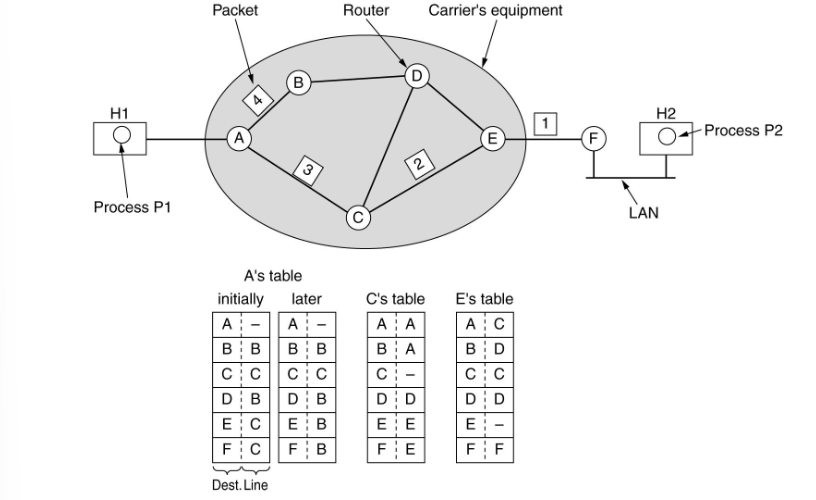 Packet Router Carrier's equipment
B D
4
H1 1 H2
A E F Process P2
3 2
Process P1 LAN
C
A's table
initially later C's table E's table
A – A – A A A C
B B B B B A B D
C C C C C – C C
D B D B D D D D
E C E B E E E –
F C F B F E F F
Dest. Line